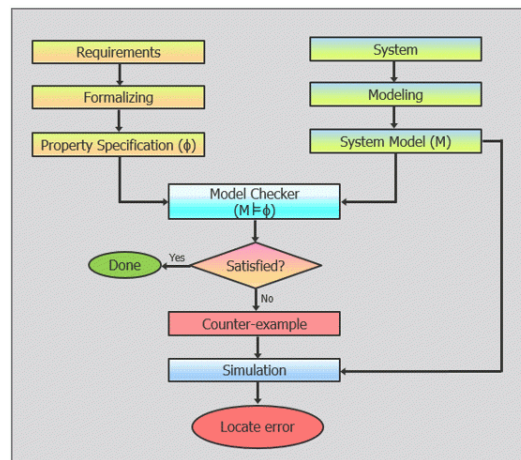 Requirements
System
Formalizing
Modeling
Property Specification (ϕ)
System Model (M)
Model Checker
(M⊨ϕ)
Satisfied?
Yes
Done
No
Counter-example
Simulation
Locate error